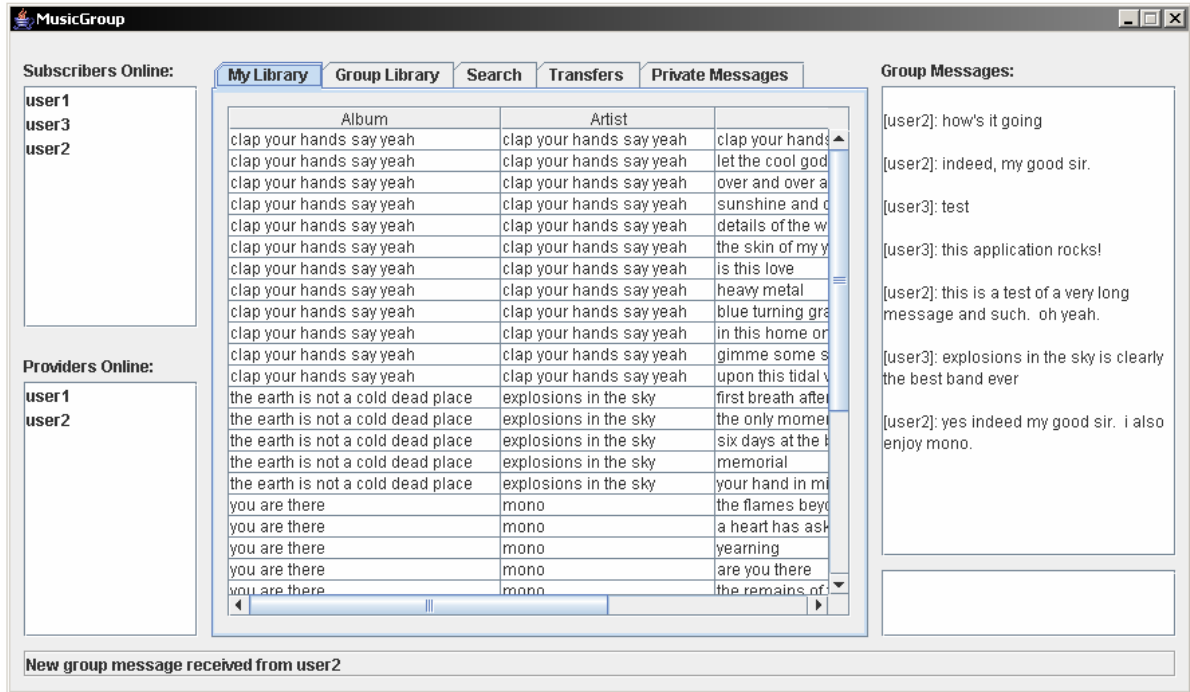 MusicGroup
Subscribers Online:
user1
user3
user2
Providers Online:
user1
user2
My Library Group Library Search Transfers Private Messages
Album Artist
clap your hands say yeah clap your hands say yeah clap your hands
clap your hands say yeah clap your hands say yeah let the cool god
clap your hands say yeah clap your hands say yeah over and over a
clap your hands say yeah clap your hands say yeah sunshine and
clap your hands say yeah clap your hands say yeah details of the w
clap your hands say yeah clap your hands say yeah the skin of my y
clap your hands say yeah clap your hands say yeah is this love
clap your hands say yeah clap your hands say yeah heavy metal
clap your hands say yeah clap your hands say yeah blue turning gra
clap your hands say yeah clap your hands say yeah in this home on
clap your hands say yeah clap your hands say yeah gimme some s
clap your hands say yeah clap your hands say yeah upon this tidal
the earth is not a cold dead place explosions in the sky first breath after
the earth is not a cold dead place explosions in the sky the only
the earth is not a cold dead place explosions in the sky six days at the b
the earth is not a cold dead place explosions in the sky memorial
the earth is not a cold dead place explosions in the sky your hand in mi
you are there mono the flames beyo
you are there mono a heart has ask
you are there mono yearning
you are there mono are you there
you are there mono the remains of
Group Messages:
[user2]: how's it going
[user2]: indeed, my good sir.
[user3]: test
[user3]: this application rocks!
[user2]: this is a test of a very long
message and such.  oh yeah.
[user3]: explosions in the sky is clearly
the best band ever
[user2]: yes indeed my good sir.  i also
enjoy mono.
New group message received from user2